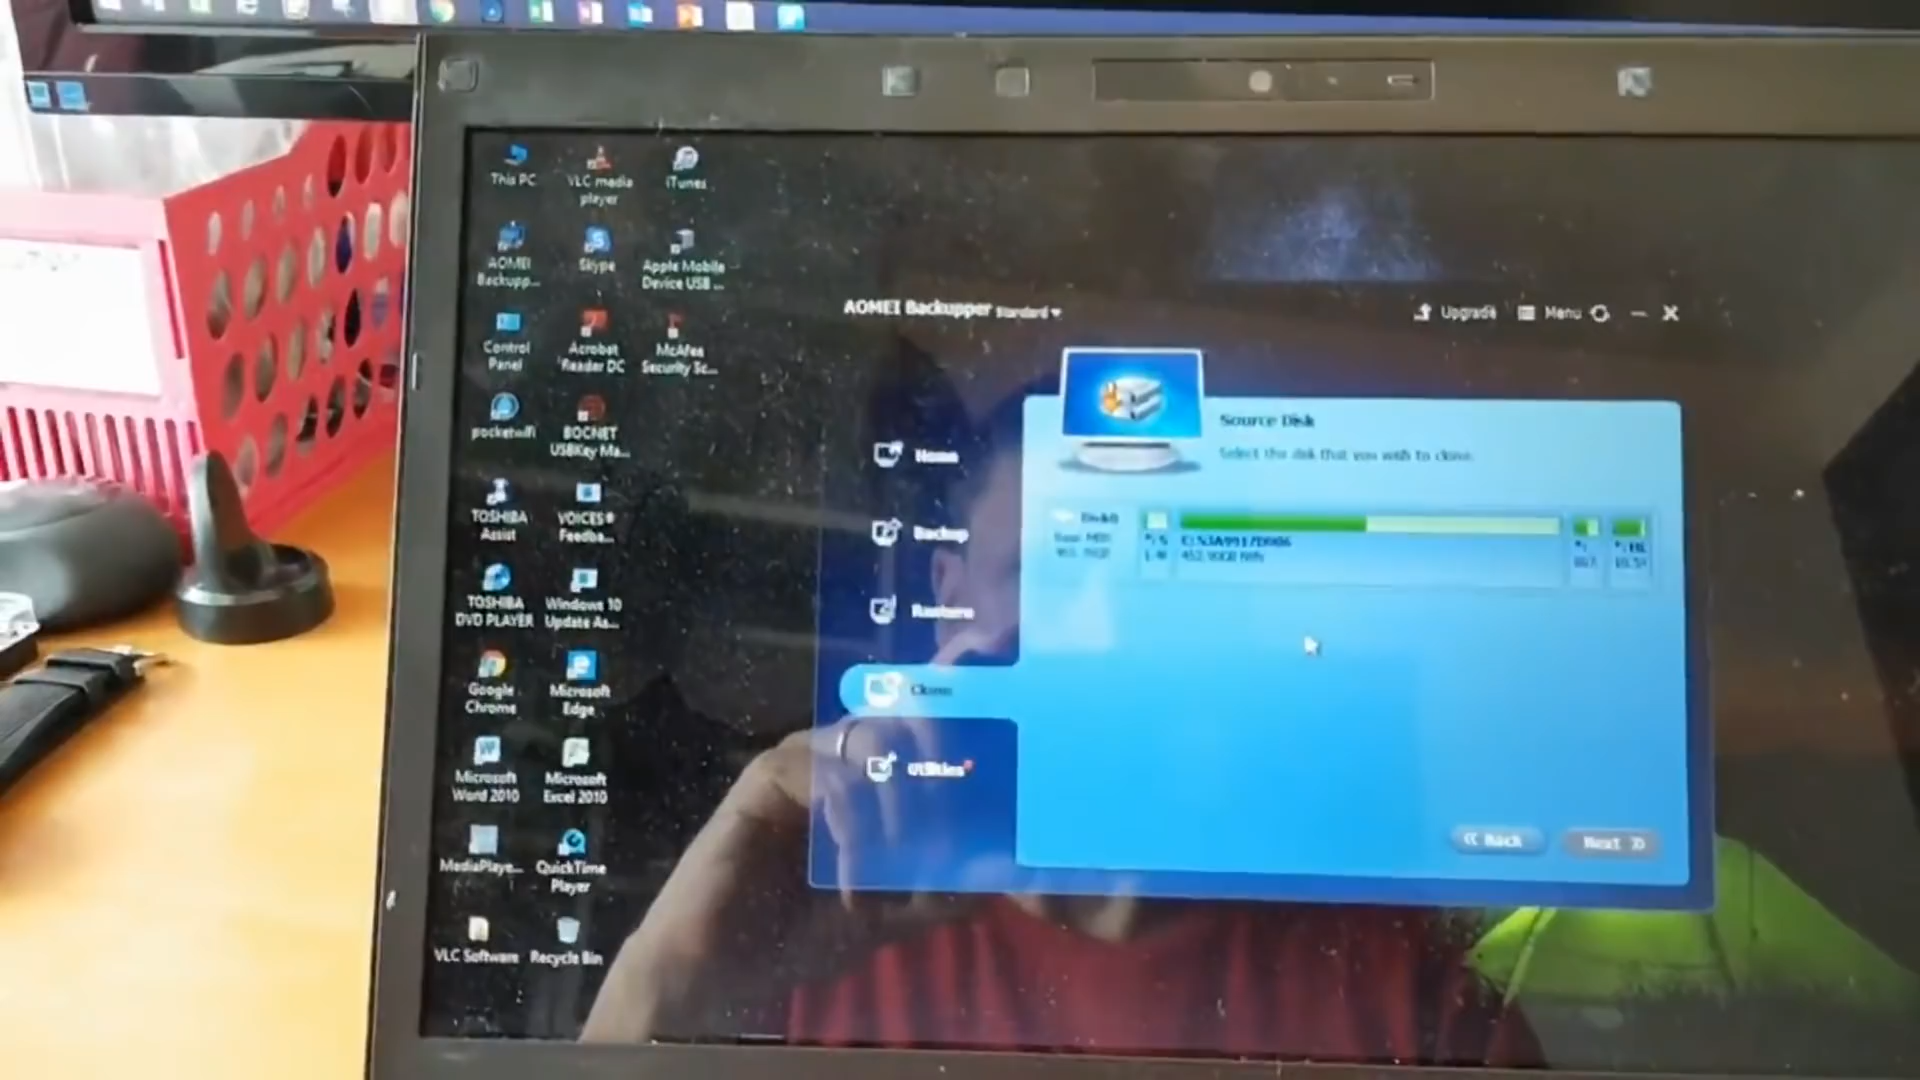 This PC
VLC media
player
iTunes
AOMEI
Backupp...
Skype
Apple Mobile
Device USB ...
Control
Panel
Acrobat
Reader DC
McAfee
Security Sc...
pocketwifi
BOCNET
USBKey Ma...
TOSHIBA
Assist
VOICES®
Feedba...
TOSHIBA
DVD PLAYER
Windows 10
Update As...
Google
Chrome
Microsoft
Edge
Microsoft
Word 2010
Microsoft
Excel 2010
MediaPlaye...
QuickTime
Player
VLC Software
Recycle Bin
AOMEI Backupper Standard
Upgrade
Menu
Home
Backup
Restore
Clone
Utilities
Source Disk
Select the disk that you wish to clone.
Disk0
Back
Next